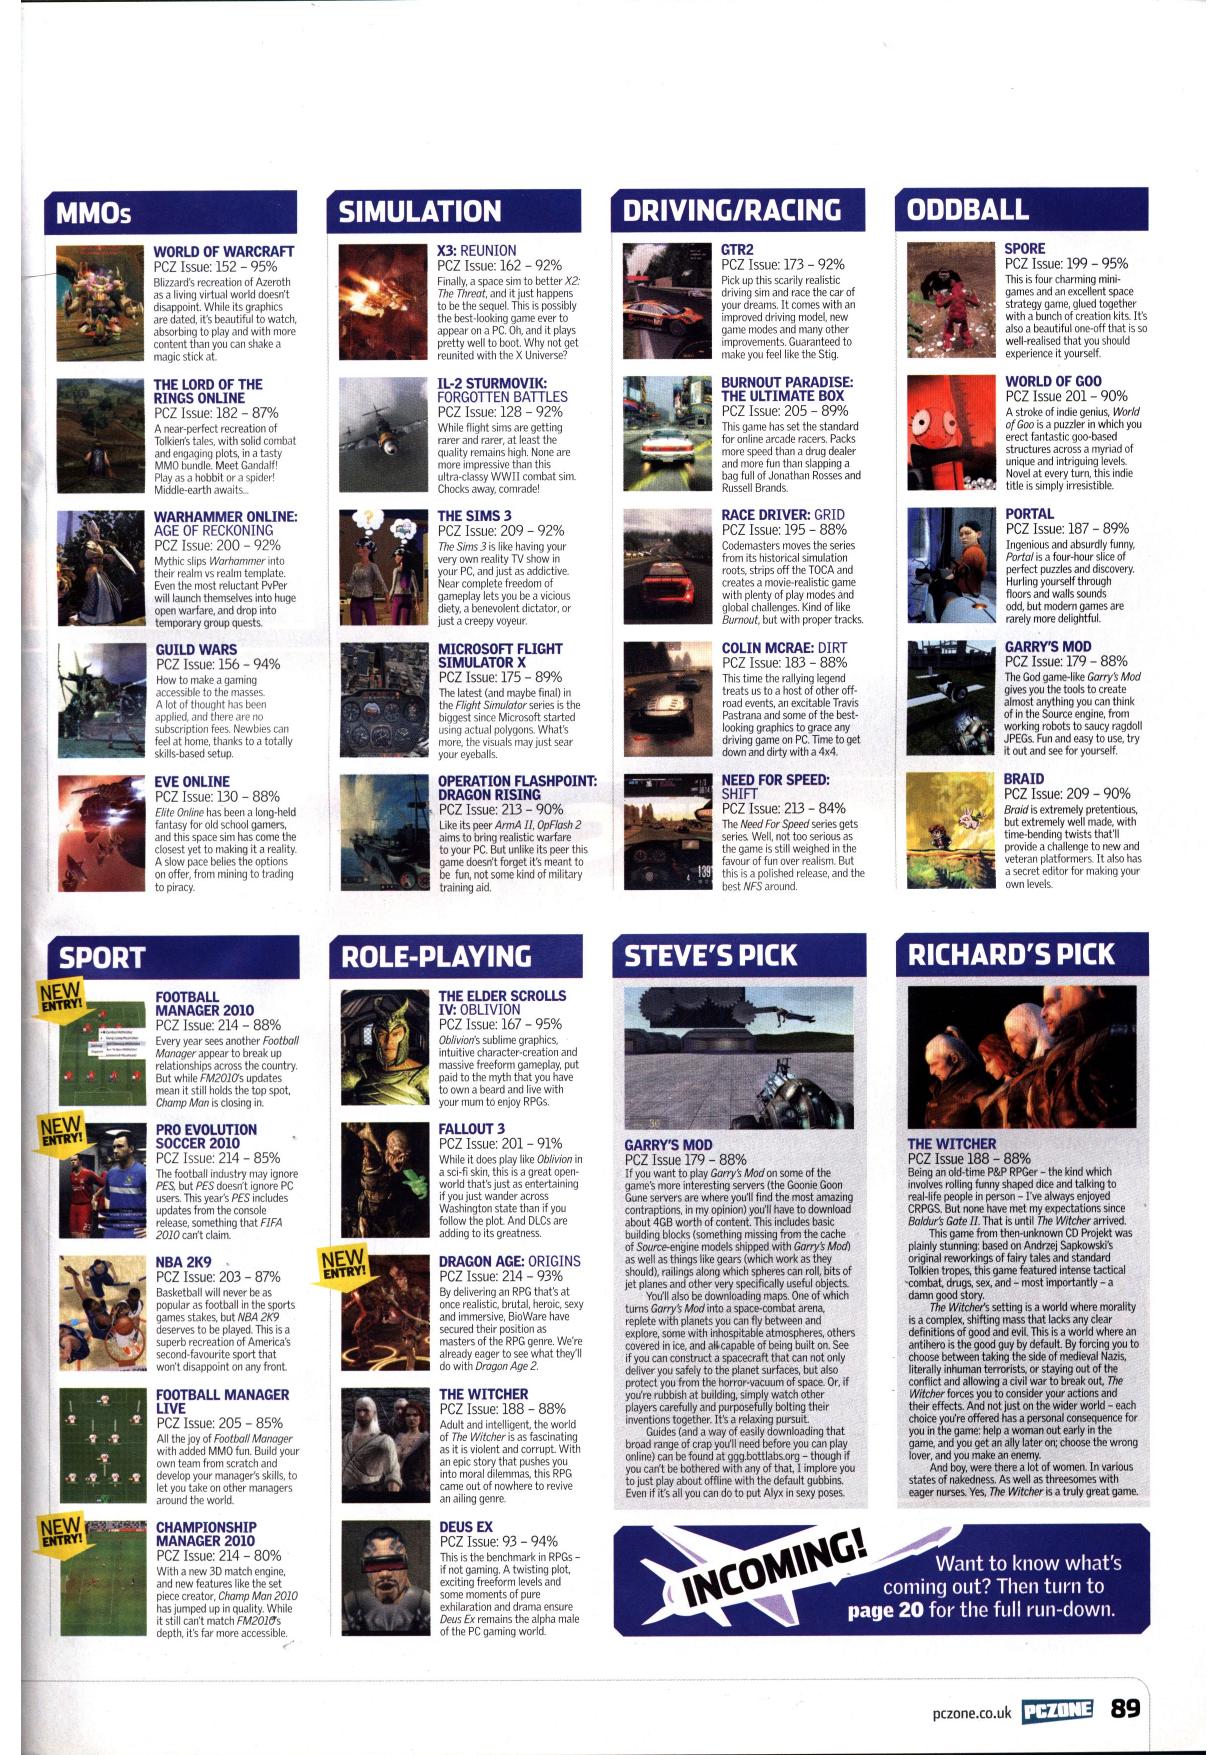 MMOs
WORLD OF WARCRAFT
PCZ Issue: 152 – 95%
Blizzard's recreation of Azeroth
as a living virtual world doesn't
disappoint. While its graphics
are dated, it's beautiful to watch,
absorbing to play and with more
content than you can shake a
magic stick at.
THE LORD OF THE
RINGS ONLINE
PCZ Issue: 182 – 87%
A near-perfect recreation of
Tolkien's tales, with solid combat
and engaging plots, in a tasty
MMO bundle. Meet Gandalf!
Play as a hobbit or a spider!
Middle-earth awaits...
WARHAMMER ONLINE:
AGE OF RECKONING
PCZ Issue: 200 – 92%
Mythic slips Warhammer into
their realm vs realm template.
Even the most reluctant PvPer
will launch themselves into huge
open warfare, and drop into
temporary group quests.
GUILD WARS
PCZ Issue: 156 – 94%
How to make a gaming
accessible to the masses.
A lot of thought has been
applied, and there are no
subscription fees. Newbies can
feel at home, thanks to a totally
skills-based setup.
EVE ONLINE
PCZ Issue: 130 – 88%
Elite Online has been a long-held
fantasy for old school gamers,
and this space sim has come the
closest yet to making it a reality.
A slow pace belies the options
on offer, from mining to trading
to piracy.
SIMULATION
X3: REUNION
PCZ Issue: 162 – 92%
Finally, a space sim to better X2:
The Threat, and it just happens
to be the sequel. This is possibly
the best-looking game ever to
appear on a PC. Oh, and it plays
pretty well to boot. Why not get
reunited with the X Universe?
IL-2 STURMOVIK:
FORGOTTEN BATTLES
PCZ Issue: 128 – 92%
While flight sims are getting
rarer and rarer, at least the
quality remains high. None are
more impressive than this
ultra-classy WWII combat sim.
Chocks away, comrade!
THE SIMS 3
PCZ Issue: 209 – 92%
The Sims 3 is like having your
very own reality TV show in
your PC, and just as addictive.
Near complete freedom of
gameplay lets you be a vicious
diety, a benevolent dictator, or
just a creepy voyeur.
MICROSOFT FLIGHT
SIMULATOR X
PCZ Issue: 175 – 89%
The latest (and maybe final) in
the Flight Simulator series is the
biggest since Microsoft started
using actual polygons. What's
more, the visuals may just sear
your eyeballs.
OPERATION FLASHPOINT:
DRAGON RISING
PCZ Issue: 213 – 90%
Like its peer ArmA II, OpFlash 2
aims to bring realistic warfare
to your PC. But unlike its peer this
game doesn't forget it's meant to
be fun, not some kind of military
training aid.
DRIVING/RACING
GTR2
PCZ Issue: 173 – 92%
Pick up this scarily realistic
driving sim and race the car of
your dreams. It comes with an
improved driving model, new
game modes and many other
improvements. Guaranteed to
make you feel like the Stig.
BURNOUT PARADISE:
THE ULTIMATE BOX
PCZ Issue: 205 – 89%
This game has set the standard
for online arcade racers. Packs
more speed than a drug dealer
and more fun than slapping a
bag full of Jonathan Rosses and
Russell Brands.
RACE DRIVER: GRID
PCZ Issue: 195 – 88%
Codemasters moves the series
from its historical simulation
roots, strips off the TOCA and
creates a movie-realistic game
with plenty of play modes and
global challenges. Kind of like
Burnout, but with proper tracks.
COLIN MCRAE: DIRT
PCZ Issue: 183 – 88%
This time the rallying legend
treats us to a host of other off-
road events, an excitable Travis
Pastrana and some of the best-
looking graphics to grace any
driving game on PC. Time to get
down and dirty with a 4x4.
NEED FOR SPEED:
SHIFT
PCZ Issue: 213 – 84%
The Need For Speed series gets
series. Well, not too serious as
the game is still weighed in the
favour of fun over realism. But
this is a polished release, and the
best NFS around.
ODDBALL
SPORE
PCZ Issue: 199 – 95%
This is four charming mini-
games and an excellent space
strategy game, glued together
with a bunch of creation kits. It's
also a beautiful one-off that is so
well-realised that you should
experience it yourself.
WORLD OF GOO
PCZ Issue 201 – 90%
A stroke of indie genius, World
of Goo is a puzzler in which you
erect fantastic goo-based
structures across a myriad of
unique and intriguing levels.
Novel at every turn, this indie
title is simply irresistible.
PORTAL
PCZ Issue: 187 – 89%
Ingenious and absurdly funny,
Portal is a four-hour slice of
perfect puzzles and discovery.
Hurling yourself through
floors and walls sounds
odd, but modern games are
rarely more delightful.
GARRY'S MOD
PCZ Issue: 179 – 88%
The God game-like Garry's Mod
gives you the tools to create
almost anything you can think
of in the Source engine, from
working robots to saucy ragdoll
JPEGs. Fun and easy to use, try
it out and see for yourself.
BRAID
PCZ Issue: 209 – 90%
Braid is extremely pretentious,
but extremely well made, with
time-bending twists that'll
provide a challenge to new and
veteran platformers. It also has
a secret editor for making your
own levels.
SPORT
NEW
ENTRY!
FOOTBALL
MANAGER 2010
PCZ Issue: 214 – 88%
Every year sees another Football
Manager appear to break up
relationships across the country.
But while FM2010's updates
mean it still holds the top spot,
Champ Man is closing in.
NEW
ENTRY!
PRO EVOLUTION
SOCCER 2010
PCZ Issue: 214 – 85%
The football industry may ignore
PES, but PES doesn't ignore PC
users. This year's PES includes
updates from the console
release, something that FIFA
2010 can't claim.
NBA 2K9
PCZ Issue: 203 – 87%
Basketball will never be as
popular as football in the sports
games stakes, but NBA 2K9
deserves to be played. This is a
superb recreation of America's
second-favourite sport that
won't disappoint on any front.
FOOTBALL MANAGER
LIVE
PCZ Issue: 205 – 85%
All the joy of Football Manager
with added MMO fun. Build your
own team from scratch and
develop your manager's skills, to
let you take on other managers
around the world.
NEW
ENTRY!
CHAMPIONSHIP
MANAGER 2010
PCZ Issue: 214 – 80%
With a new 3D match engine,
and new features like the set
piece creator, Champ Man 2010
has jumped up in quality. While
it still can't match FM2010's
depth, it's far more accessible.
ROLE-PLAYING
THE ELDER SCROLLS
IV: OBLIVION
PCZ Issue: 167 – 95%
Oblivion's sublime graphics,
intuitive character-creation and
massive freeform gameplay, put
paid to the myth that you have
to own a beard and live with
your mum to enjoy RPGs.
FALLOUT 3
PCZ Issue: 201 – 91%
While it does play like Oblivion in
a sci-fi skin, this is a great open-
world that's just as entertaining
if you just wander across
Washington state than if you
follow the plot. And DLCs are
adding to its greatness.
NEW
ENTRY!
DRAGON AGE: ORIGINS
PCZ Issue: 214 – 93%
By delivering an RPG that's at
once realistic, brutal, heroic, sexy
and immersive, BioWare have
secured their position as
masters of the RPG genre. We're
already eager to see what they'll
do with Dragon Age 2.
THE WITCHER
PCZ Issue: 188 – 88%
Adult and intelligent, the world
of The Witcher is as fascinating
as it is violent and corrupt. With
an epic story that pushes you
into moral dilemmas, this RPG
came out of nowhere to revive
an ailing genre.
DEUS EX
PCZ Issue: 93 – 94%
This is the benchmark in RPGs –
if not gaming. A twisting plot,
exciting freeform levels and
some moments of pure
exhilaration and drama ensure
Deus Ex remains the alpha male
of the PC gaming world.
STEVE'S PICK
GARRY'S MOD
PCZ Issue 179 – 88%
If you want to play Garry's Mod on some of the
game's more interesting servers (the Goonie Goon
Gune servers are where you'll find the most amazing
contraptions, in my opinion) you'll have to download
about 4GB worth of content. This includes basic
building blocks (something missing from the cache
of Source-engine models shipped with Garry's Mod)
as well as things like gears (which work as they
should), railings along which spheres can roll, bits of
jet planes and other very specifically useful objects.
You'll also be downloading maps. One of which
turns Garry's Mod into a space-combat arena,
replete with planets you can fly between and
explore, some with inhospitable atmospheres, others
covered in ice, and all capable of being built on. See
if you can construct a spacecraft that can not only
deliver you safely to the planet surfaces, but also
protect you from the horror-vacuum of space. Or, if
you're rubbish at building, simply watch other
players carefully and purposefully bolting their
inventions together. It's a relaxing pursuit.
Guides (and a way of easily downloading that
broad range of crap you'll need before you can play
online) can be found at ggg.bottlabs.org – though if
you can't be bothered with any of that, I implore you
to just play about offline with the default gubbins.
Even if it's all you can do to put Alyx in sexy poses.
RICHARD'S PICK
THE WITCHER
PCZ Issue 188 – 88%
Being an old-time P&P RPGer – the kind which
involves rolling funny shaped dice and talking to
real-life people in person – I've always enjoyed
CRPGS. But none have met my expectations since
Baldur's Gate II. That is until The Witcher arrived.
This game from then-unknown CD Projekt was
plainly stunning: based on Andrzej Sapkowski's
original reworkings of fairy tales and standard
Tolkien tropes, this game featured intense tactical
combat, drugs, sex, and – most importantly – a
damn good story.
The Witcher's setting is a world where morality
is a complex, shifting mass that lacks any clear
definitions of good and evil. This is a world where an
antihero is the good guy by default. By forcing you to
choose between taking the side of medieval Nazis,
literally inhuman terrorists, or staying out of the
conflict and allowing a civil war to break out, The
Witcher forces you to consider your actions and
their effects. And not just on the wider world – each
choice you're offered has a personal consequence for
you in the game: help a woman out early in the
game, and you get an ally later on; choose the wrong
lover, and you make an enemy.
And boy, were there a lot of women. In various
states of nakedness. As well as threesomes with
eager nurses. Yes, The Witcher is a truly great game.
INCOMING!
Want to know what's
coming out? Then turn to
page 20 for the full run-down.
pczone.co.uk PCZONE 89